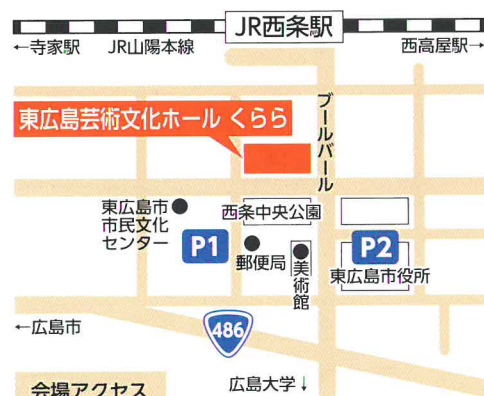 JR西条駅
←寺家駅
JR山陽本線
西高屋駅→
東広島芸術文化ホール くらら
ブールバール
東広島市
市民文化
センター
西条中央公園
P1
郵便局
美術館
P2
東広島市役所
←広島市
486
広島大学↓
会場アクセス